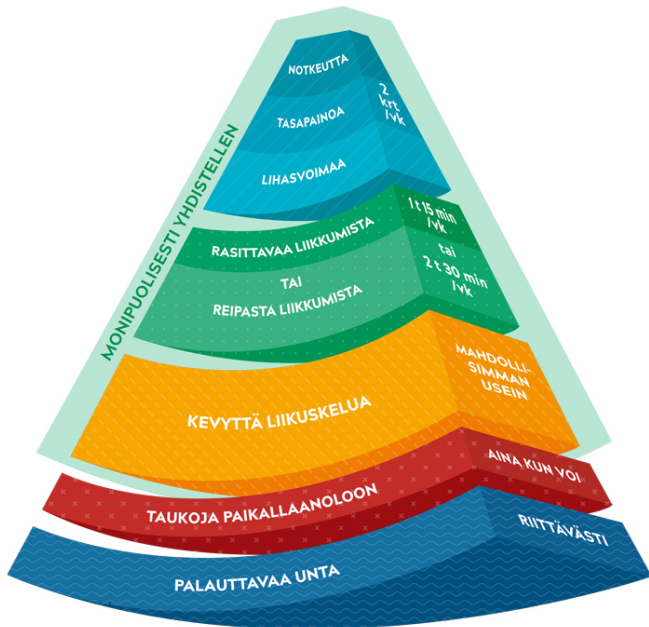 MONIPUOLISESTI YHDISTELLEN
NOTKEUTTA
TASAPAINOA
LIHASVOIMAA
2
krt
/vk
RASITTAVAA LIIKKUMISTA
1 t 15 min
/vk
TAI
tai
REIPASTA LIIKKUMISTA
2 t 30 min
/vk
KEVYTTÄ LIIKUSKELUA
MAHDOLLI-
SIMMAN
USEIN
TAUKOJA PAIKALLAANOLOON
AINA KUN VOI
PALAUTTAVAA UNTA
RIITTÄVÄSTI